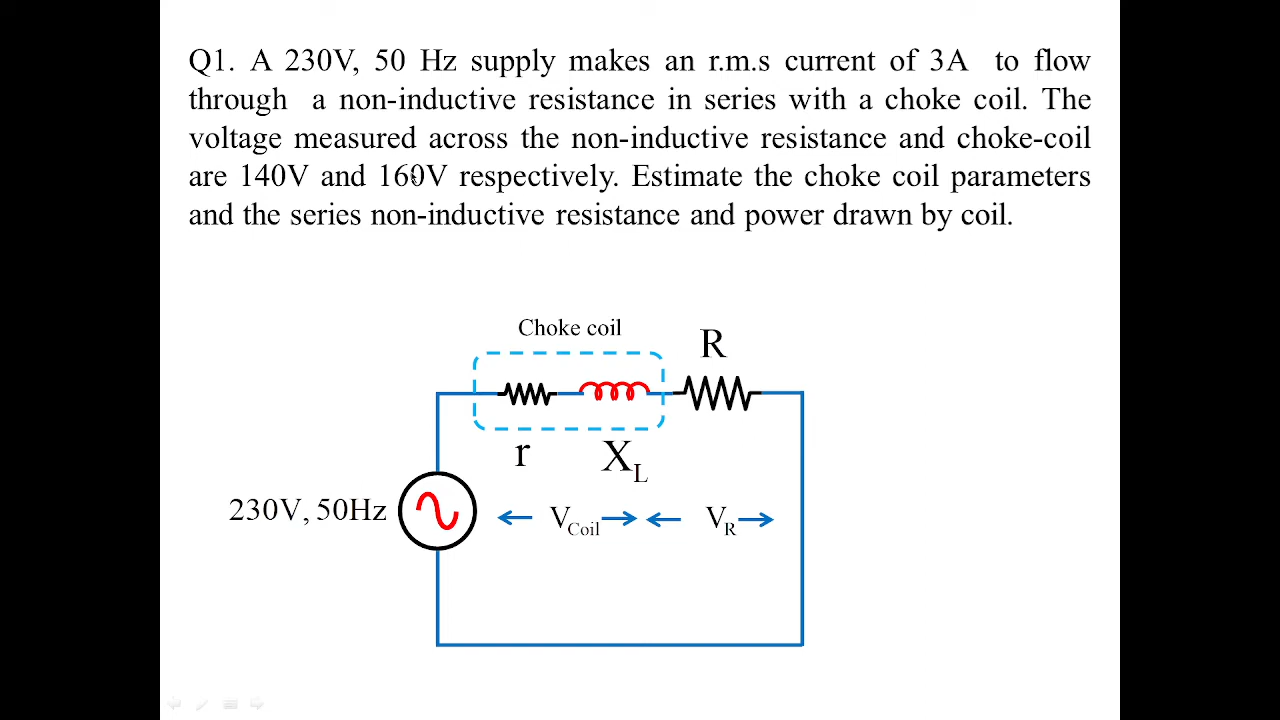 Q1. A 230V, 50 Hz supply makes an r.m.s current of 3A to flow
through a non-inductive resistance in series with a choke coil. The
voltage measured across the non-inductive resistance and choke-coil
are 140V and 160V respectively. Estimate the choke coil parameters
and the series non-inductive resistance and power drawn by coil.
Choke coil
R
r
X_L
230V, 50Hz
V_Coil
V_R